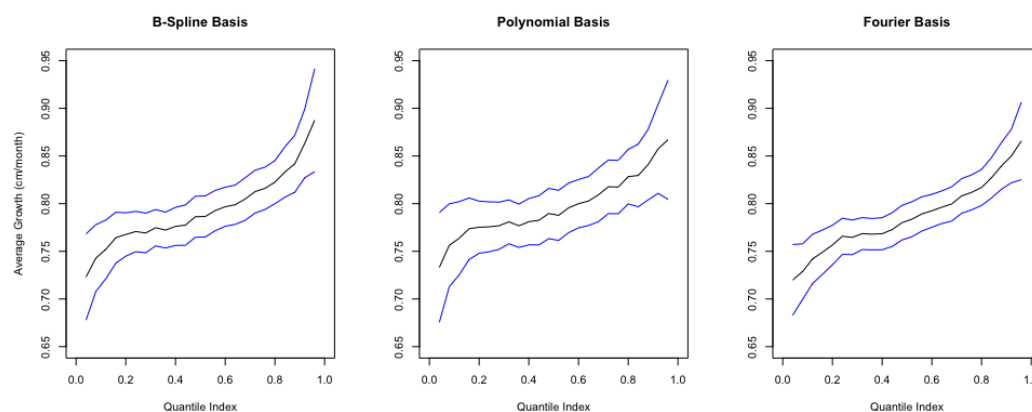 B-Spline Basis
Polynomial Basis
Fourier Basis
Average Growth (cm/month)
0.95
0.90
0.85
0.80
0.75
0.70
0.65
0.0 0.2 0.4 0.6 0.8 1.0
Quantile Index
0.95
0.90
0.85
0.80
0.75
0.70
0.65
0.0 0.2 0.4 0.6 0.8 1.0
Quantile Index
0.95
0.90
0.85
0.80
0.75
0.70
0.65
0.0 0.2 0.4 0.6 0.8 1.
Quantile Index